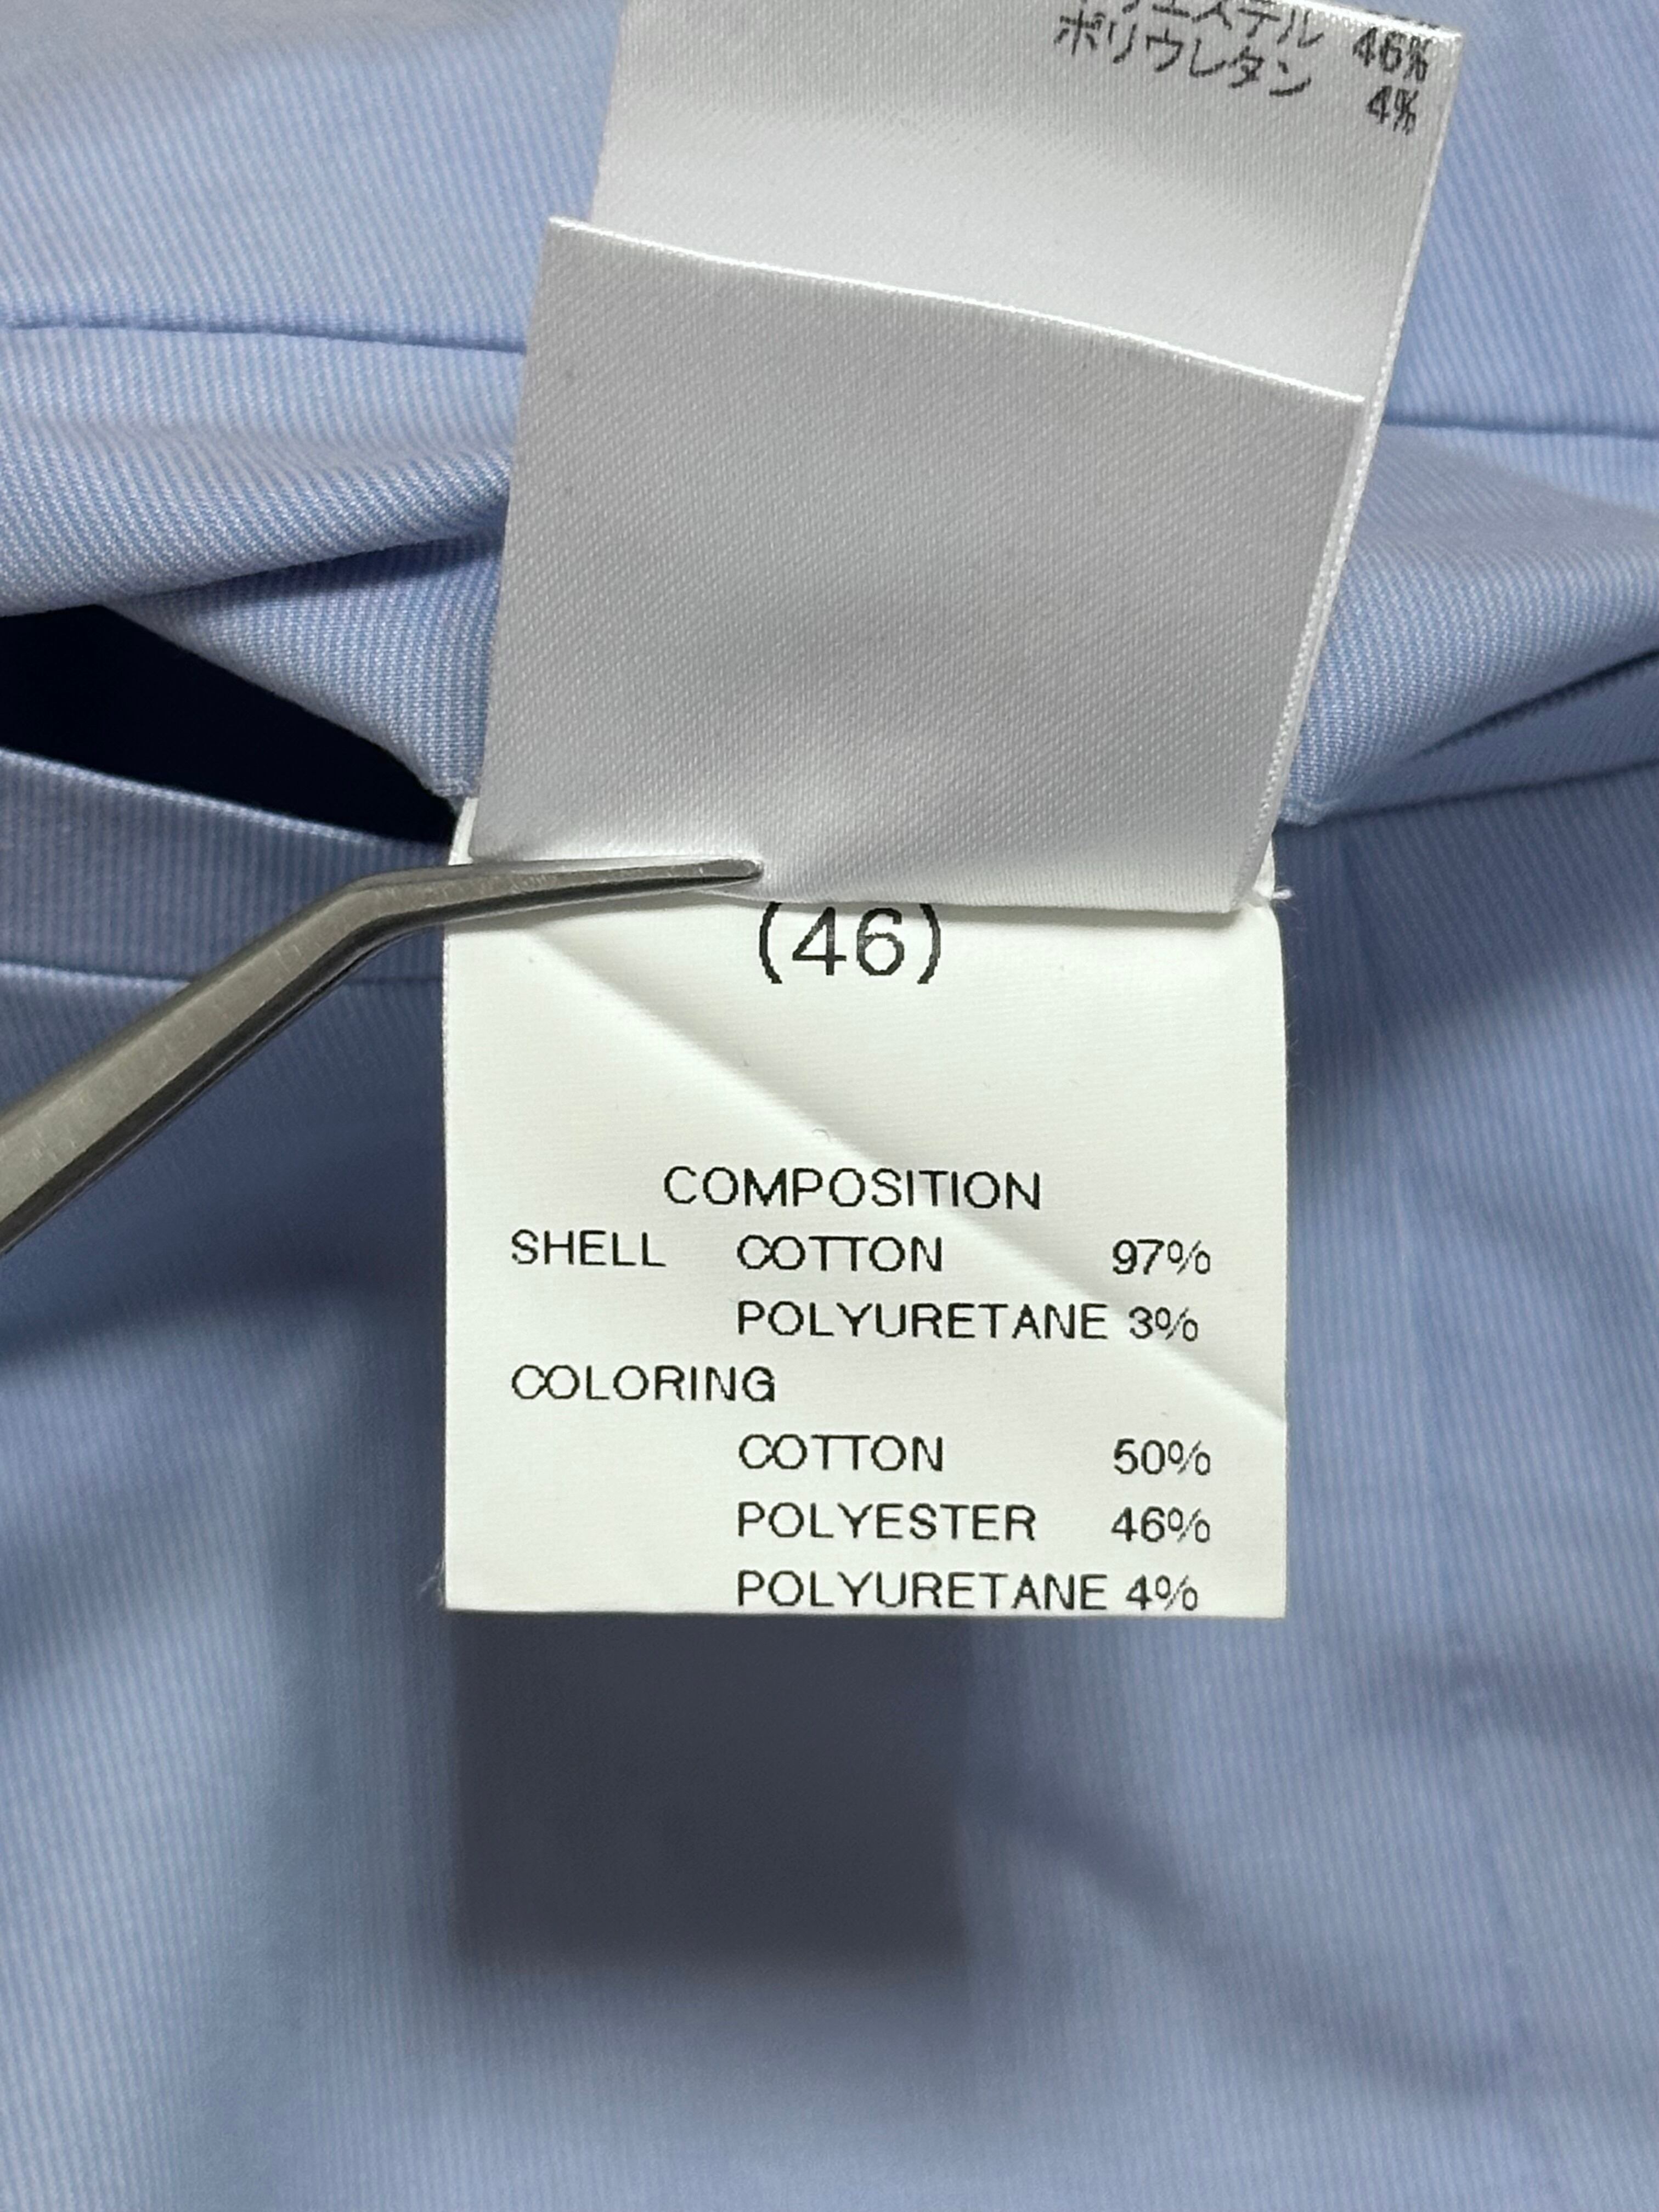 46%
ポリウレタン 4%
(46)
COMPOSITION
SHELL COTTON 97%
POLYURETANE 3%
COLORING
COTTON 50%
POLYESTER 46%
POLYURETANE 4%